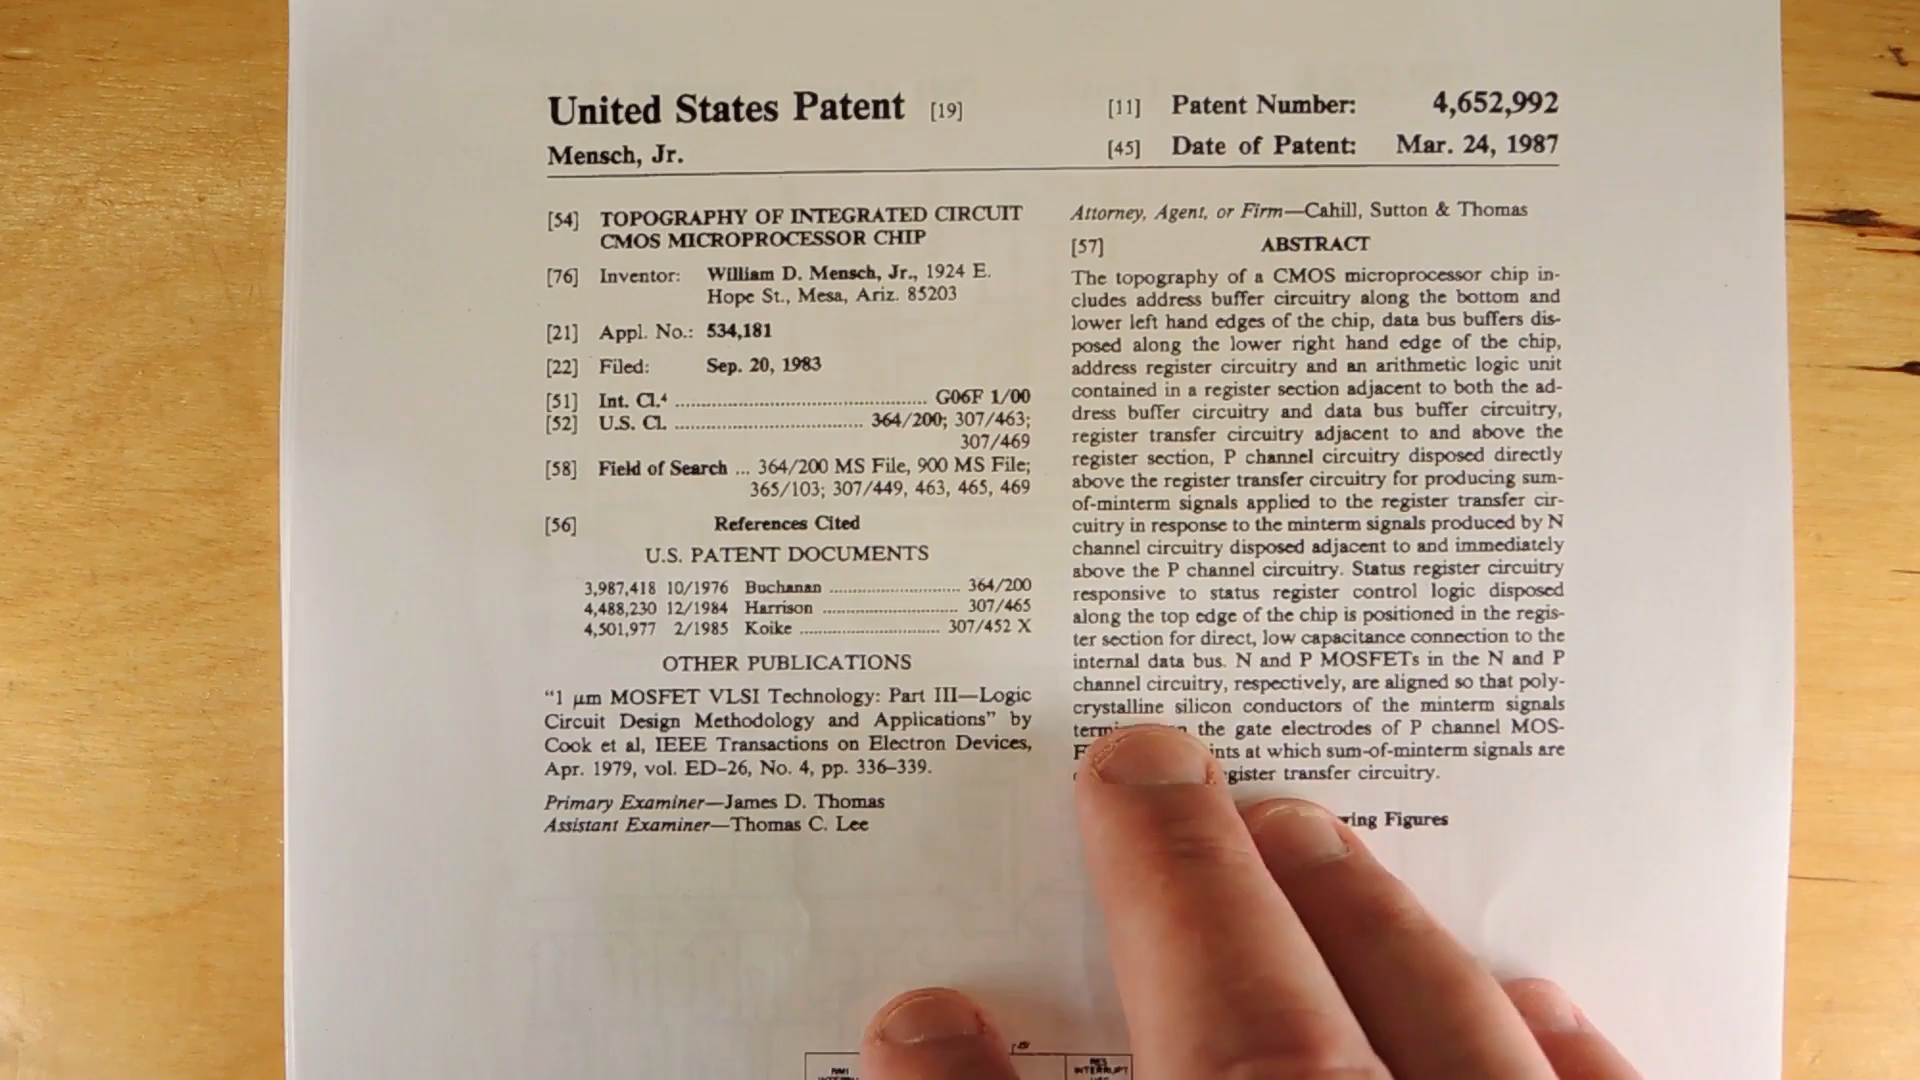 United States Patent [19]
Mensch, Jr.
[11] Patent Number: 4,652,992
[45] Date of Patent: Mar. 24, 1987
[54] TOPOGRAPHY OF INTEGRATED CIRCUIT
CMOS MICROPROCESSOR CHIP
[76] Inventor: William D. Mensch, Jr., 1924 E.
Hope St., Mesa, Ariz. 85203
[21] Appl. No.: 534,181
[22] Filed: Sep. 20, 1983
[51] Int. Cl.⁴ ................................ G06F 1/00
[52] U.S. Cl. ............................ 364/200; 307/463;
307/469
[58] Field of Search ... 364/200 MS File, 900 MS File;
365/103; 307/449, 463, 465, 469
[56] References Cited
U.S. PATENT DOCUMENTS
3,987,418 10/1976 Buchanan ........................... 364/200
4,488,230 12/1984 Harrison ............................ 307/465
4,501,977 2/1985 Koike ............................. 307/452 X
OTHER PUBLICATIONS
“1 μm MOSFET VLSI Technology: Part III—Logic
Circuit Design Methodology and Applications” by
Cook et al, IEEE Transactions on Electron Devices,
Apr. 1979, vol. ED-26, No. 4, pp. 336-339.
Primary Examiner—James D. Thomas
Assistant Examiner—Thomas C. Lee
Attorney, Agent, or Firm—Cahill, Sutton & Thomas
[57] ABSTRACT
The topography of a CMOS microprocessor chip in-
cludes address buffer circuitry along the bottom and
lower left hand edges of the chip, data bus buffers dis-
posed along the lower right hand edge of the chip,
address register circuitry and an arithmetic logic unit
contained in a register section adjacent to both the ad-
dress buffer circuitry and data bus buffer circuitry,
register transfer circuitry adjacent to and above the
register section, P channel circuitry disposed directly
above the register transfer circuitry for producing sum-
of-minterm signals applied to the register transfer cir-
cuitry in response to the minterm signals produced by N
channel circuitry disposed adjacent to and immediately
above the P channel circuitry. Status register circuitry
responsive to status register control logic disposed
along the top edge of the chip is positioned in the regis-
ter section for direct, low capacitance connection to the
internal data bus. N and P MOSFETs in the N and P
channel circuitry, respectively, are aligned so that poly-
crystalline silicon conductors of the minterm signals
the gate electrodes of P channel MOS-
at which sum-of-minterm signals are
transfer circuitry.
Figures
INTERRUPT